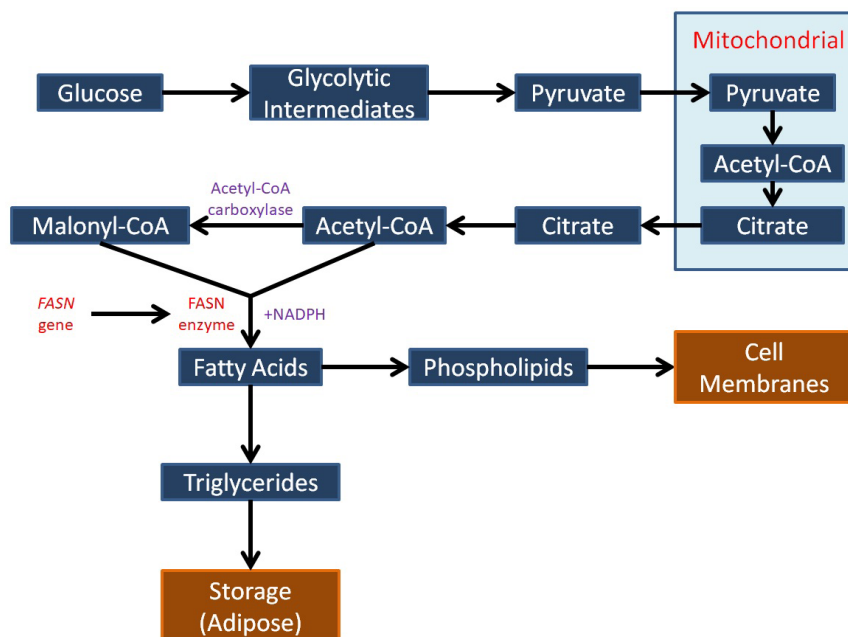 Mitochondrial
Glucose
Glycolytic
Intermediates
Pyruvate
Pyruvate
Acetyl-CoA
Acetyl-CoA
carboxylase
Malonyl-CoA
Acetyl-CoA
Citrate
Citrate
FASN
gene
FASN
enzyme
+NADPH
Fatty Acids
Phospholipids
Cell
Membranes
Triglycerides
Storage
(Adipose)